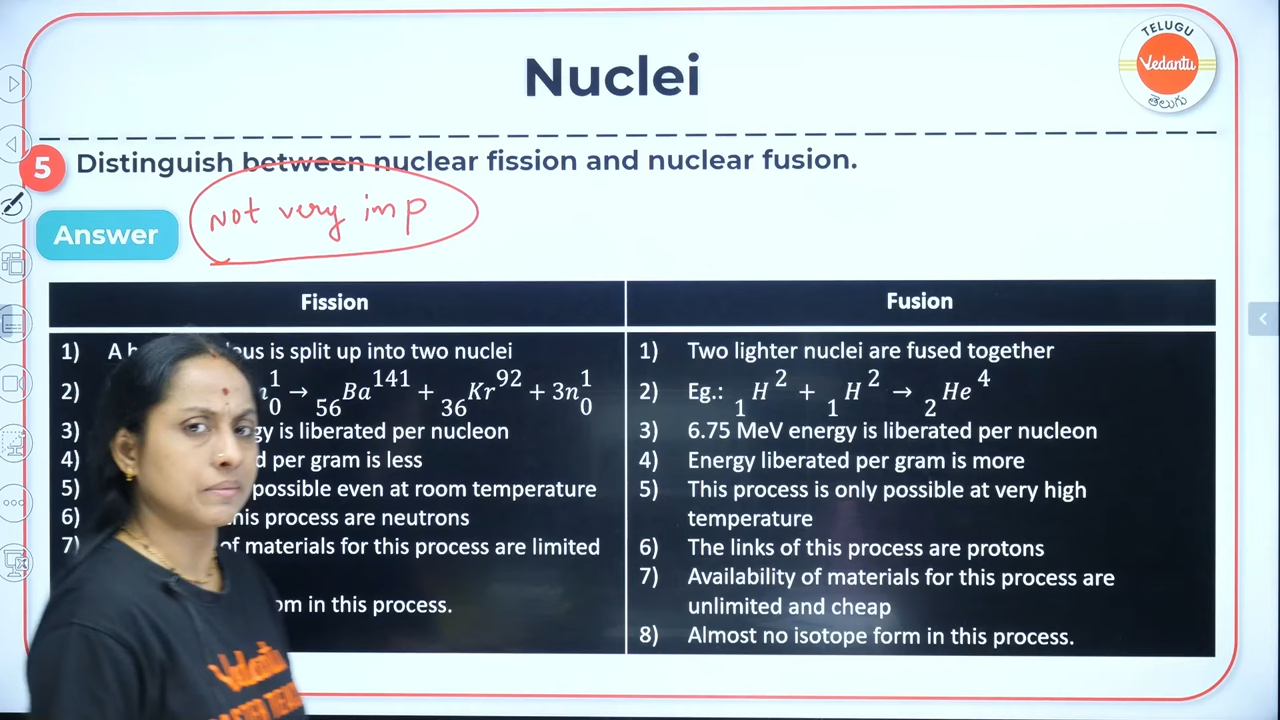 Nuclei
TELUGU
Vedantu
తెలుగు
5 Distinguish between nuclear fission and nuclear fusion.
Not very imp
Answer
Fission
Fusion
1) A is split up into two nuclei
2) n₀¹ → ₅₆Ba¹⁴¹ + ₃₆Kr⁹² + 3n₀¹
3) is liberated per nucleon
4) per gram is less
5) possible even at room temperature
6) this process are neutrons
7) of materials for this process are limited
in this process.
1) Two lighter nuclei are fused together
2) Eg.: ₁H² + ₁H² → ₂He⁴
3) 6.75 MeV energy is liberated per nucleon
4) Energy liberated per gram is more
5) This process is only possible at very high
temperature
6) The links of this process are protons
7) Availability of materials for this process are
unlimited and cheap
8) Almost no isotope form in this process.
Vedantu